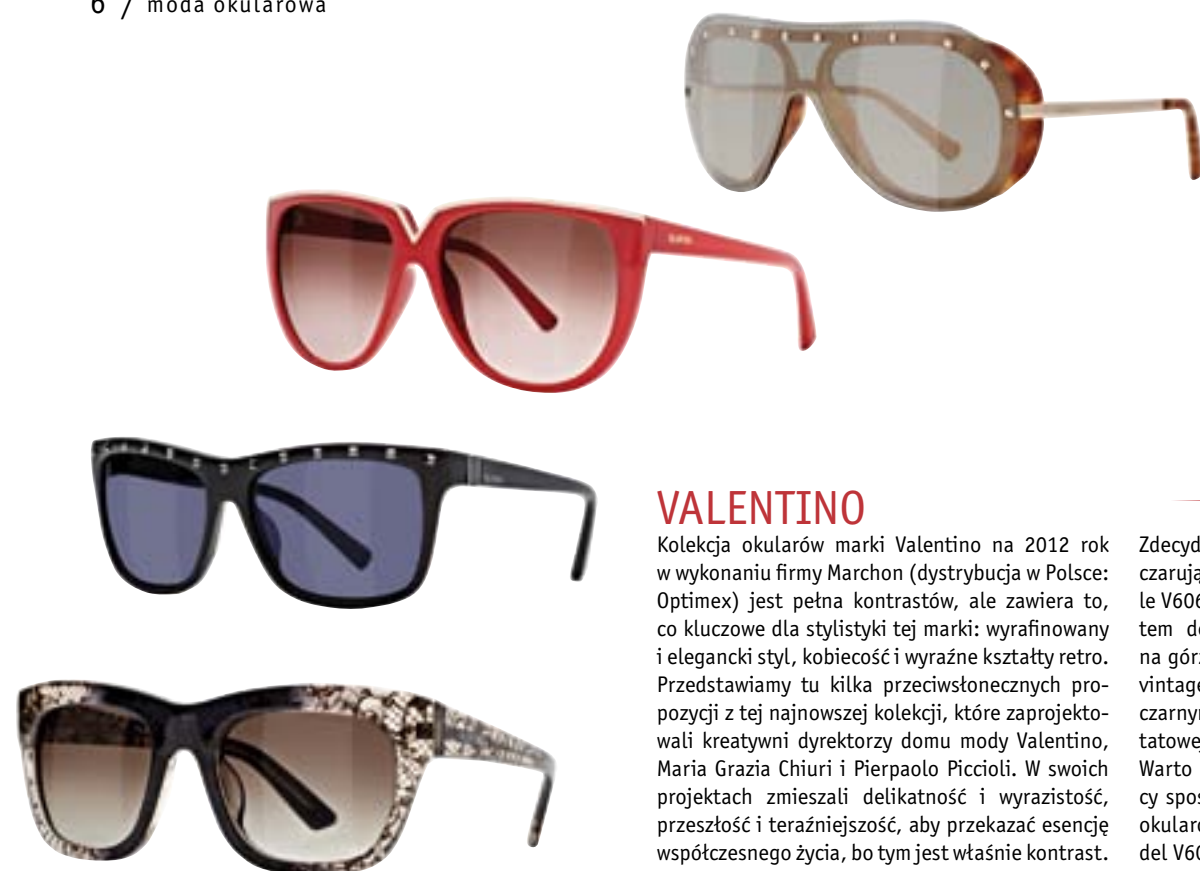 6 / moda okularowa
VALENTINO
Kolekcja okularów marki Valentino na 2012 rok
w wykonaniu firmy Marchon (dystrybucja w Polsce:
Optimex) jest pełna kontrastów, ale zawiera to,
co kluczowe dla stylistyki tej marki: wyrafinowany
i elegancki styl, kobiecość i wyraźne kształty retro.
Przedstawiamy tu kilka przeciwsłonecznych pro-
pozycji z tej najnowszej kolekcji, które zaprojekto-
wali kreatywni dyrektorzy domu mody Valentino,
Maria Grazia Chiuri i Pierpaolo Piccioli. W swoich
projektach zmieszali delikatność i wyrazistość,
przeszłość i teraźniejszość, aby przekazać esencję
współczesnego życia, bo tym jest właśnie kontrast.
Zdecyd
czarują
le V606
tem d
na górz
vintage
czarnym
tatowe
Warto
cy spos
okular
del V60